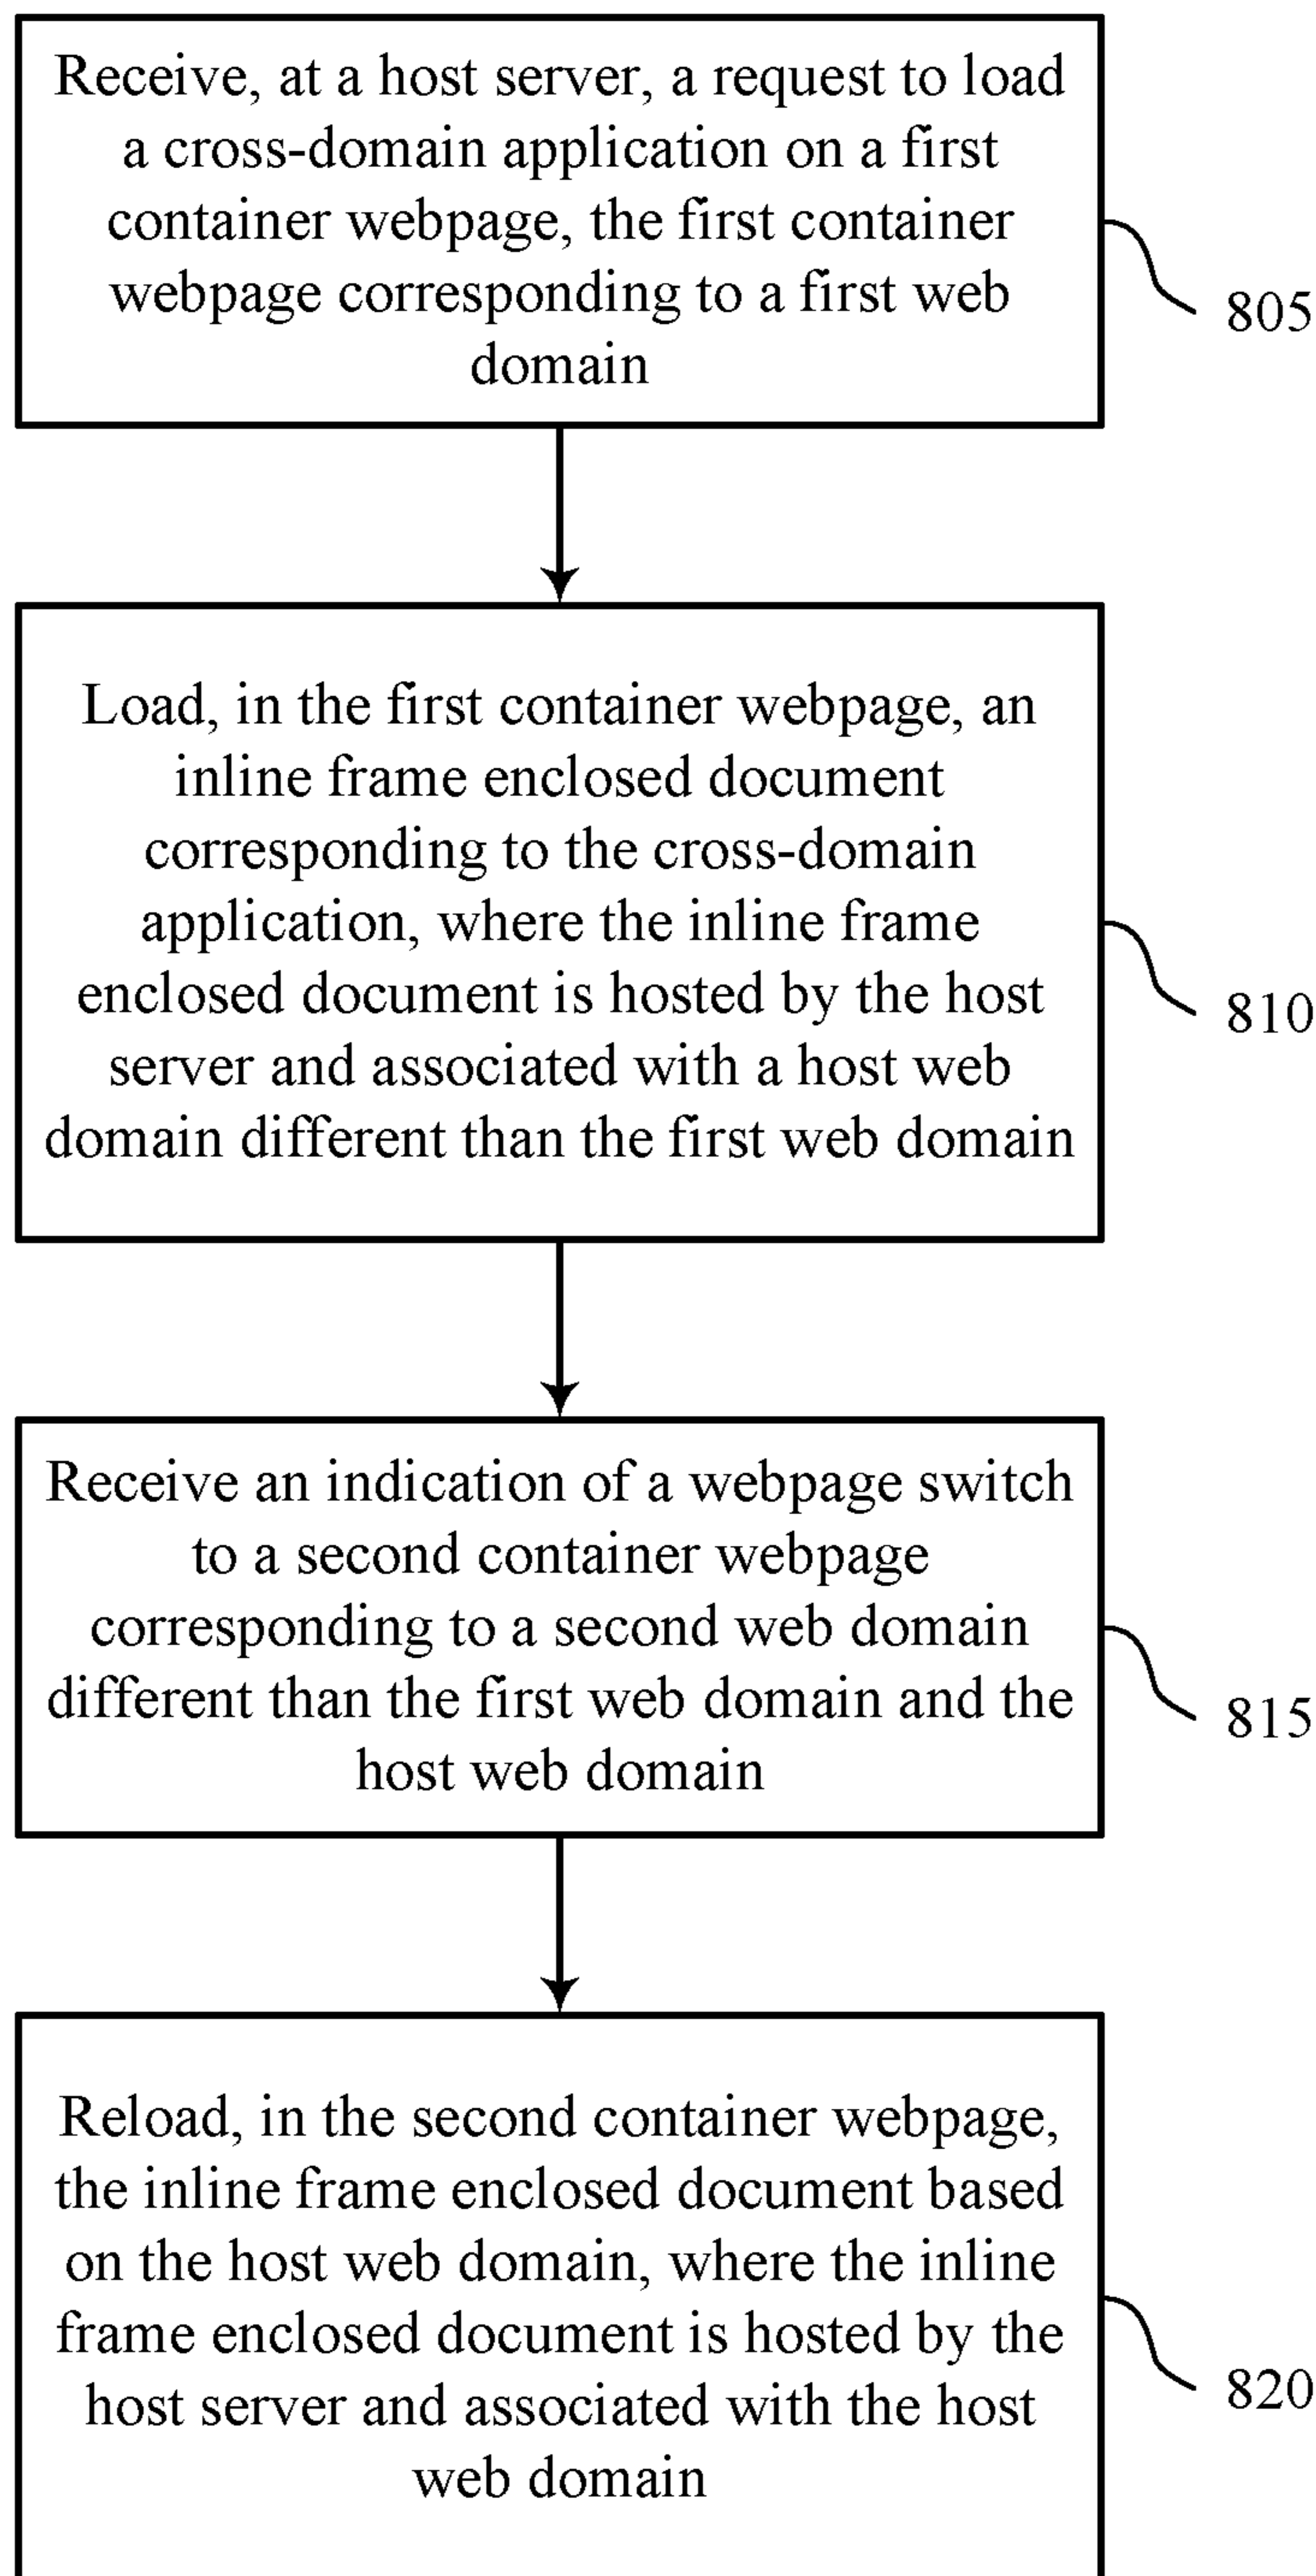 Receive, at a host server, a request to load
a cross-domain application on a first
container webpage, the first container
webpage corresponding to a first web
domain
805
Load, in the first container webpage, an
inline frame enclosed document
corresponding to the cross-domain
application, where the inline frame
enclosed document is hosted by the host
server and associated with a host web
domain different than the first web domain
810
Receive an indication of a webpage switch
to a second container webpage
corresponding to a second web domain
different than the first web domain and the
host web domain
815
Reload, in the second container webpage,
the inline frame enclosed document based
on the host web domain, where the inline
frame enclosed document is hosted by the
host server and associated with the host
web domain
820